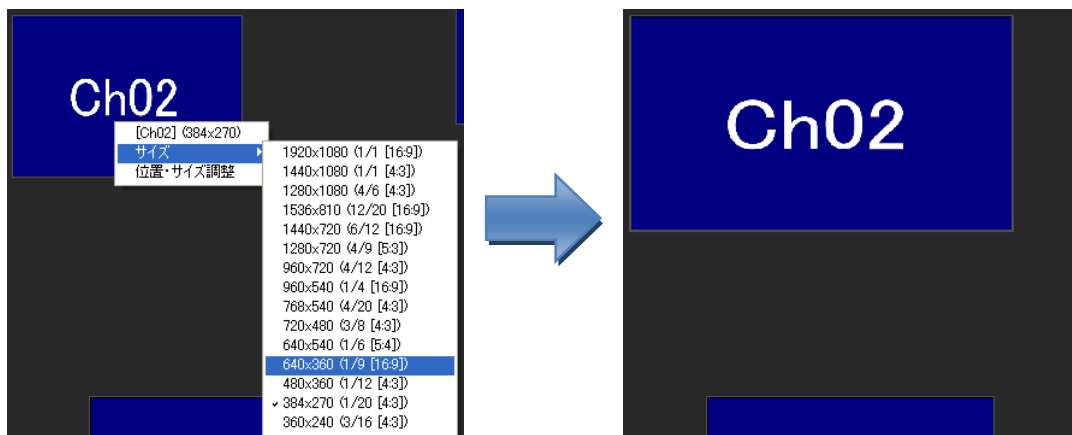 Ch02
[Ch02] (384x270)
サイズ
位置・サイズ調整
1920x1080 (1/1 [16:9])
1440x1080 (1/1 [4:3])
1280x1080 (4/6 [4:3])
1536x810 (12/20 [16:9])
1440x720 (6/12 [16:9])
1280x720 (4/9 [5:3])
960x720 (4/12 [4:3])
960x540 (1/4 [16:9])
768x540 (4/20 [4:3])
720x480 (3/8 [4:3])
640x540 (1/6 [5:4])
640x360 (1/9 [16:9])
480x360 (1/12 [4:3])
384x270 (1/20 [4:3])
360x240 (3/16 [4:3])
Ch02